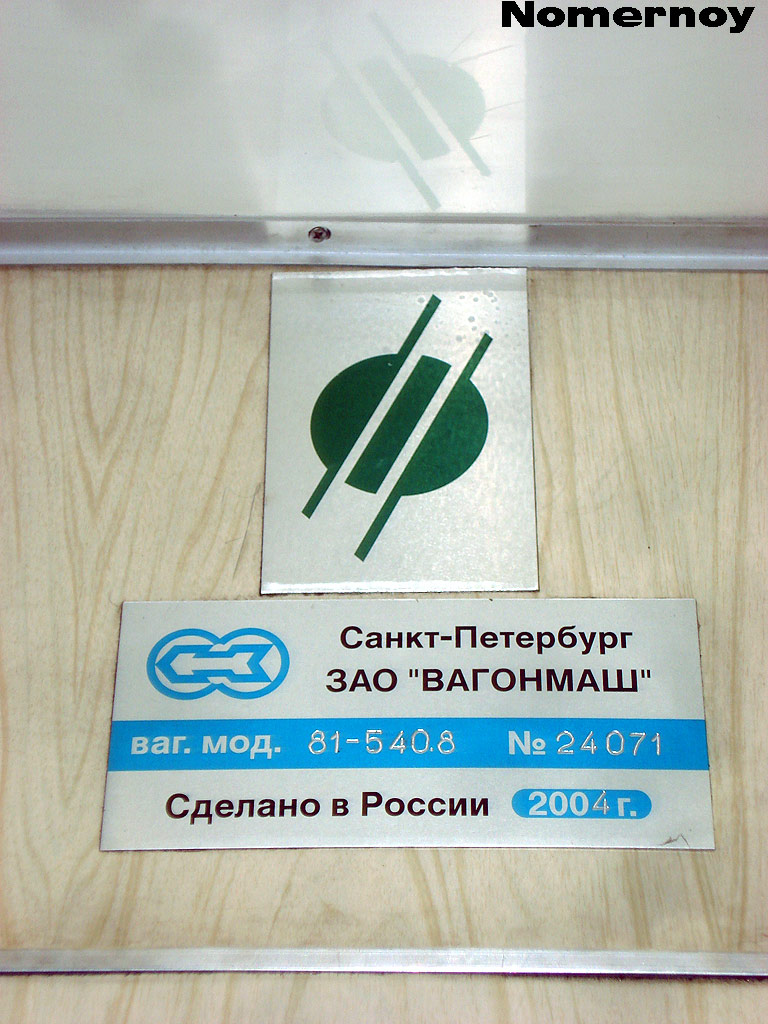 Nomernoy
Санкт-Петербург
ЗАО "ВАГОНМАШ"
ваг. мод. 81-540.8 № 24071
Сделано в России 2004 г.